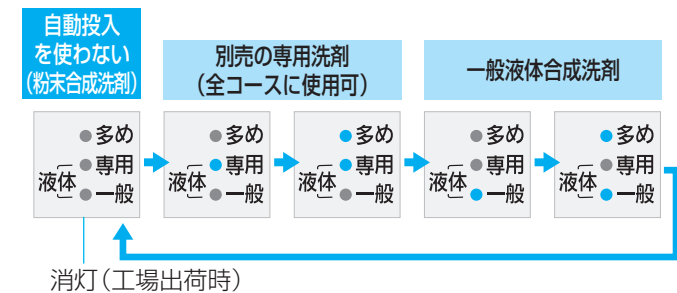 自動投入
を使わない
（粉末合成洗剤）
別売の専用洗剤
（全コースに使用可）
一般液体合成洗剤
多め
液体 専用
一般
多め
液体 専用
一般
多め
液体 専用
一般
多め
液体 専用
一般
多め
液体 専用
一般
消灯（工場出荷時）